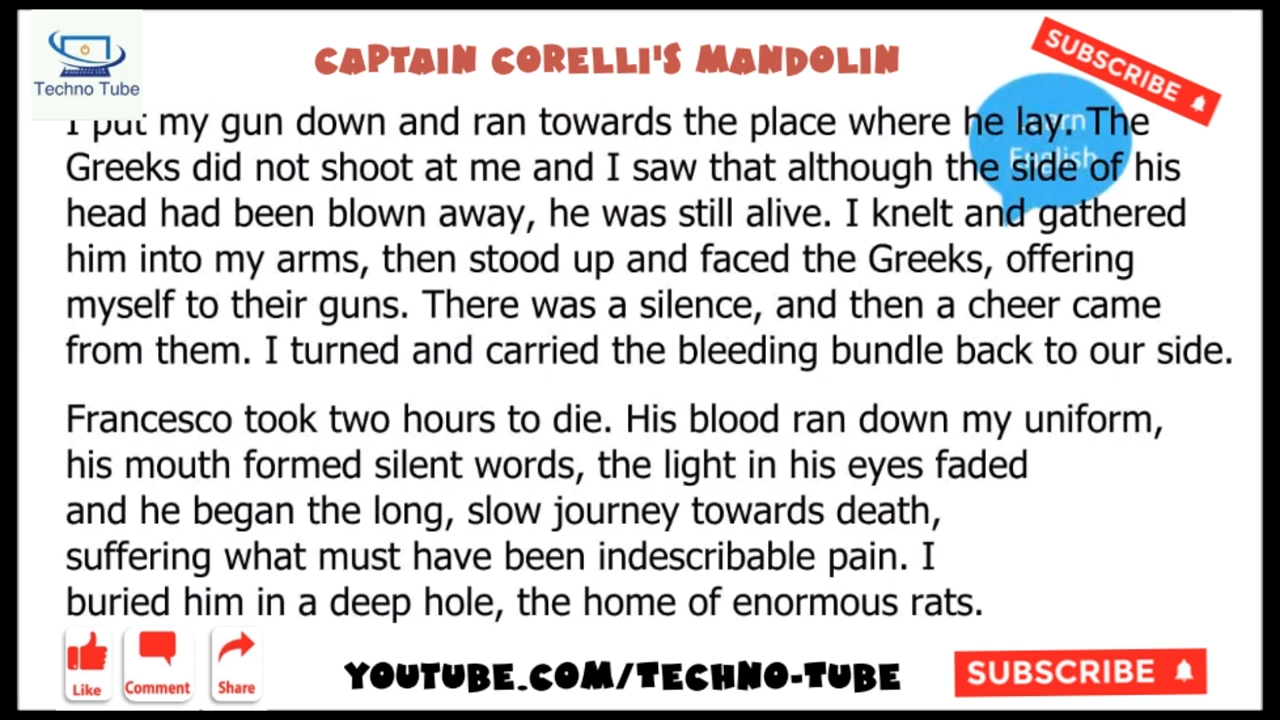 CAPTAIN CORELLI'S MANDOLIN
SUBSCRIBE
Techno Tube
Learn
English
I put my gun down and ran towards the place where he lay. The
Greeks did not shoot at me and I saw that although the side of his
head had been blown away, he was still alive. I knelt and gathered
him into my arms, then stood up and faced the Greeks, offering
myself to their guns. There was a silence, and then a cheer came
from them. I turned and carried the bleeding bundle back to our side.
Francesco took two hours to die. His blood ran down my uniform,
his mouth formed silent words, the light in his eyes faded
and he began the long, slow journey towards death,
suffering what must have been indescribable pain. I
buried him in a deep hole, the home of enormous rats.
Like
Comment
Share
YOUTUBE.COM/TECHNO-TUBE
SUBSCRIBE